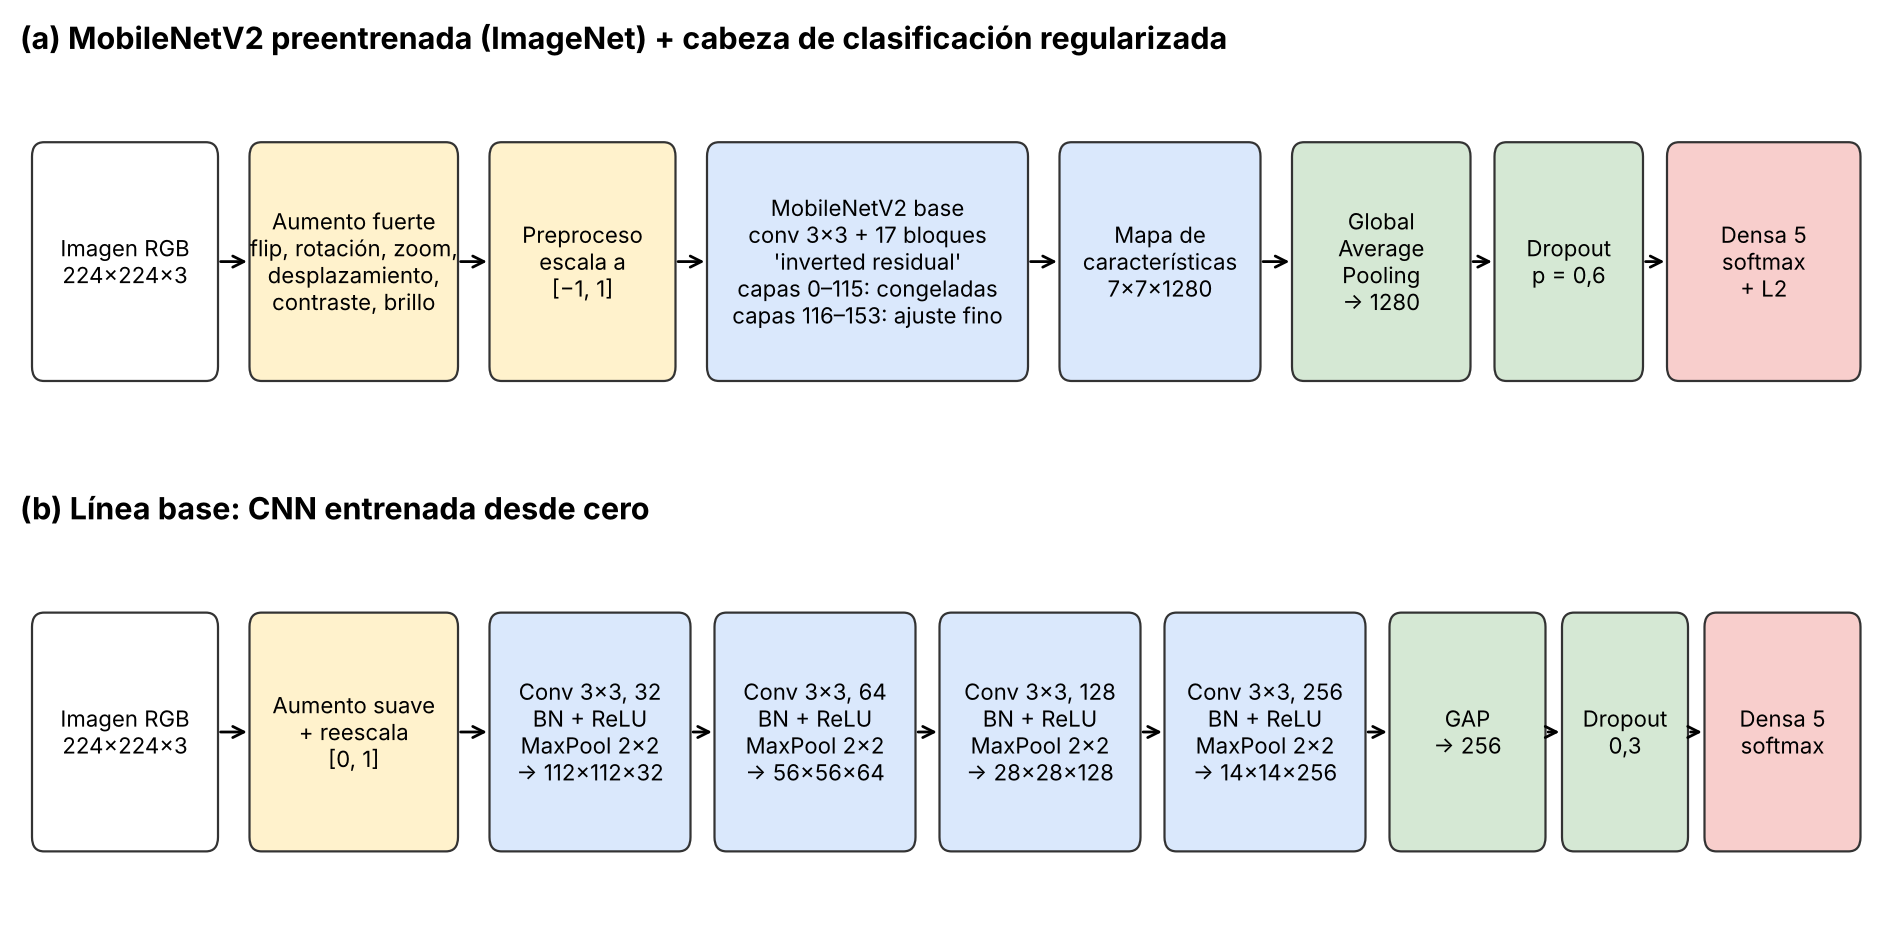 (a) MobileNetV2 preentrenada (ImageNet) + cabeza de clasificación regularizada
Imagen RGB
224×224×3
Aumento fuerte
flip, rotación, zoom,
desplazamiento,
contraste, brillo
Preproceso
escala a
[−1, 1]
MobileNetV2 base
conv 3×3 + 17 bloques
'inverted residual'
capas 0–115: congeladas
capas 116–153: ajuste fino
Mapa de
características
7×7×1280
Global
Average
Pooling
→ 1280
Dropout
p = 0,6
Densa 5
softmax
+ L2
(b) Línea base: CNN entrenada desde cero
Imagen RGB
224×224×3
Aumento suave
+ reescala
[0, 1]
Conv 3×3, 32
BN + ReLU
MaxPool 2×2
→ 112×112×32
Conv 3×3, 64
BN + ReLU
MaxPool 2×2
→ 56×56×64
Conv 3×3, 128
BN + ReLU
MaxPool 2×2
→ 28×28×128
Conv 3×3, 256
BN + ReLU
MaxPool 2×2
→ 14×14×256
GAP
→ 256
Dropout
0,3
Densa 5
softmax